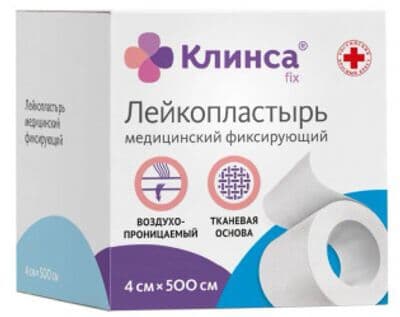 Клинса®
fix
Лейкопластырь
медицинский фиксирующий
ВОЗДУХО-
ПРОНИЦАЕМЫЙ
ТКАНЕВАЯ
ОСНОВА
4 см × 500 см
Лейкопластырь
медицинский
фиксирующий
4 см × 500 см